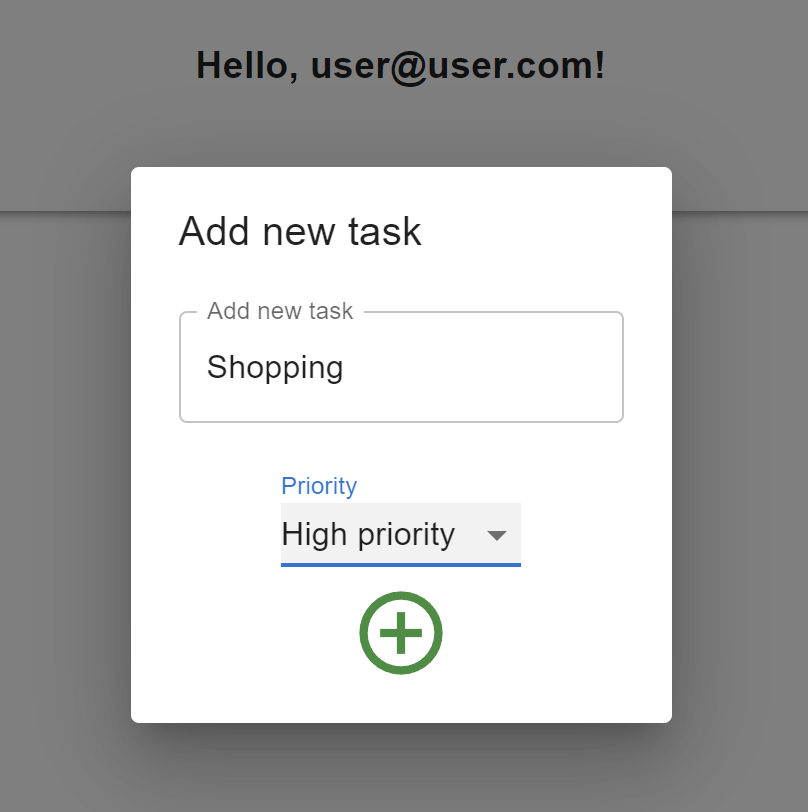 Hello, user@user.com!
Add new task
Add new task
Shopping
Priority
High priority